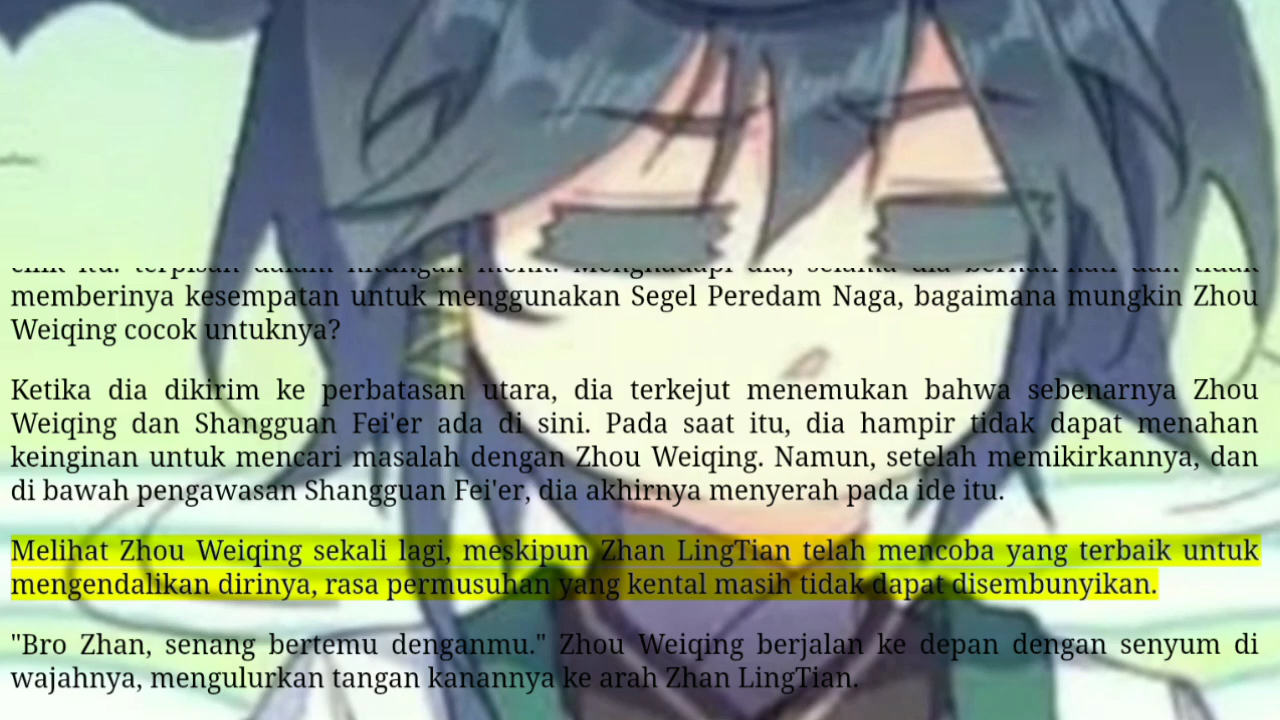 memberinya kesempatan untuk menggunakan Segel Peredam Naga, bagaimana mungkin Zhou
Weiqing cocok untuknya?
Ketika dia dikirim ke perbatasan utara, dia terkejut menemukan bahwa sebenarnya Zhou
Weiqing dan Shangguan Fei'er ada di sini. Pada saat itu, dia hampir tidak dapat menahan
keinginan untuk mencari masalah dengan Zhou Weiqing. Namun, setelah memikirkannya, dan
di bawah pengawasan Shangguan Fei'er, dia akhirnya menyerah pada ide itu.
Melihat Zhou Weiqing sekali lagi, meskipun Zhan LingTian telah mencoba yang terbaik untuk
mengendalikan dirinya, rasa permusuhan yang kental masih tidak dapat disembunyikan.
"Bro Zhan, senang bertemu denganmu." Zhou Weiqing berjalan ke depan dengan senyum di
wajahnya, mengulurkan tangan kanannya ke arah Zhan LingTian.